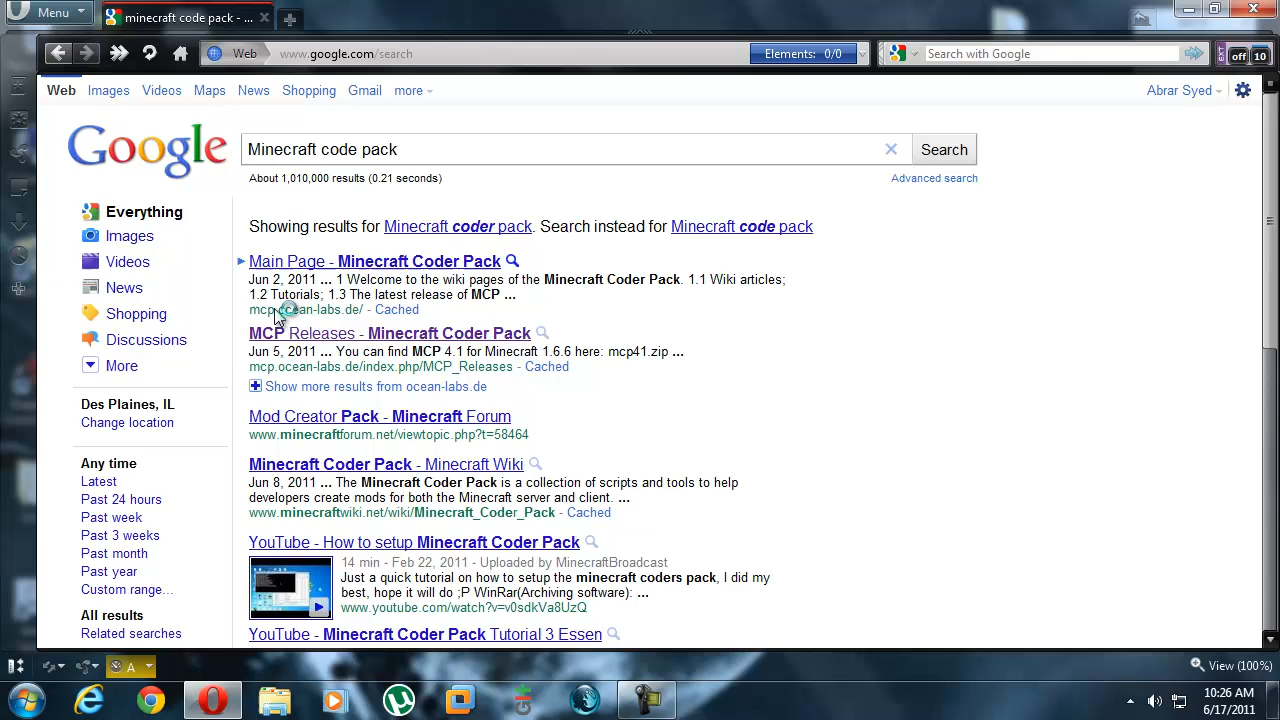 Menu
minecraft code pack - ...
Web
www.google.com/search
Elements: 0/0
Search with Google
EXT
off
10
Web Images Videos Maps News Shopping Gmail more
Abrar Syed
Google
Minecraft code pack
Search
About 1,010,000 results (0.21 seconds)
Advanced search
Everything
Images
Videos
News
Shopping
Discussions
More
Des Plaines, IL
Change location
Any time
Latest
Past 24 hours
Past week
Past 3 weeks
Past month
Past year
Custom range...
All results
Related searches
Showing results for Minecraft coder pack. Search instead for Minecraft code pack
Main Page - Minecraft Coder Pack
Jun 2, 2011 ... 1 Welcome to the wiki pages of the Minecraft Coder Pack. 1.1 Wiki articles;
1.2 Tutorials; 1.3 The latest release of MCP ...
mcp.ocean-labs.de/ - Cached
MCP Releases - Minecraft Coder Pack
Jun 5, 2011 ... You can find MCP 4.1 for Minecraft 1.6.6 here: mcp41.zip ...
mcp.ocean-labs.de/index.php/MCP_Releases - Cached
Show more results from ocean-labs.de
Mod Creator Pack - Minecraft Forum
www.minecraftforum.net/viewtopic.php?t=58464
Minecraft Coder Pack - Minecraft Wiki
Jun 8, 2011 ... The Minecraft Coder Pack is a collection of scripts and tools to help
developers create mods for both the Minecraft server and client. ...
www.minecraftwiki.net/wiki/Minecraft_Coder_Pack - Cached
YouTube - How to setup Minecraft Coder Pack
14 min - Feb 22, 2011 - Uploaded by MinecraftBroadcast
Just a quick tutorial on how to setup the minecraft coders pack, I did my
best, hope it will do ;P WinRar(Archiving software): ...
www.youtube.com/watch?v=v0sdkVa8UzQ
YouTube - Minecraft Coder Pack Tutorial 3 Essen
A
View (100%)
10:26 AM
6/17/2011